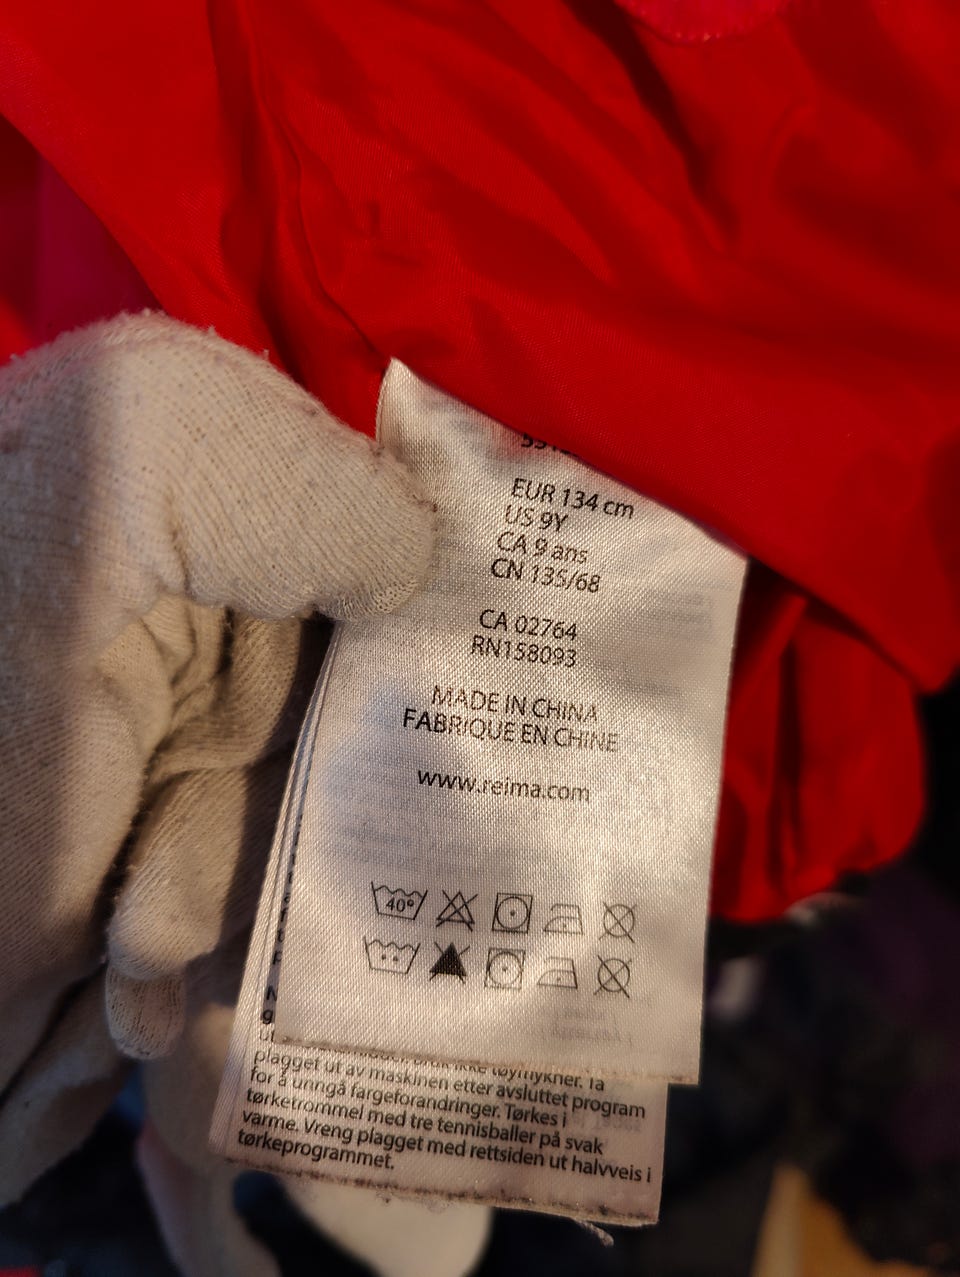 EUR 134 cm
US 9Y
CA 9 ans
CN 135/68
CA 02764
RN158093
MADE IN CHINA
FABRIQUE EN CHINE
www.reima.com
40°
plagget ut av maskinen etter avsluttet program
for å unngå fargeforandringer. Tørkes i
tørketrommel med tre tennisballer på svak
varme. Vreng plagget med rettsiden ut halvveis i
tørkeprogrammet.